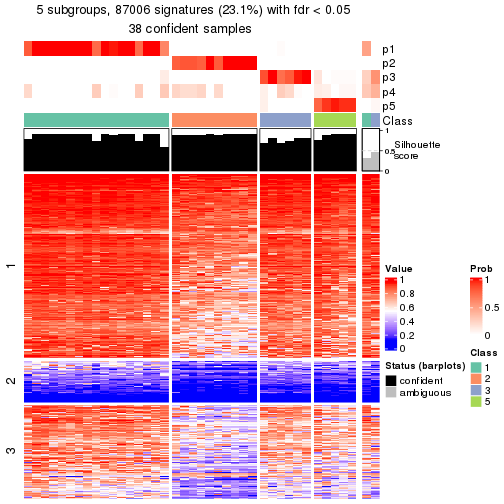 5 subgroups, 87006 signatures (23.1%) with fdr < 0.05
38 confident samples
p1
p2
p3
p4
p5
Class
1
0.5
0
Silhouette
score
1
2
3
Value
1
0.8
0.6
0.4
0.2
0
Prob
1
0.5
0
Status (barplots)
confident
ambiguous
Class
1
2
3
5